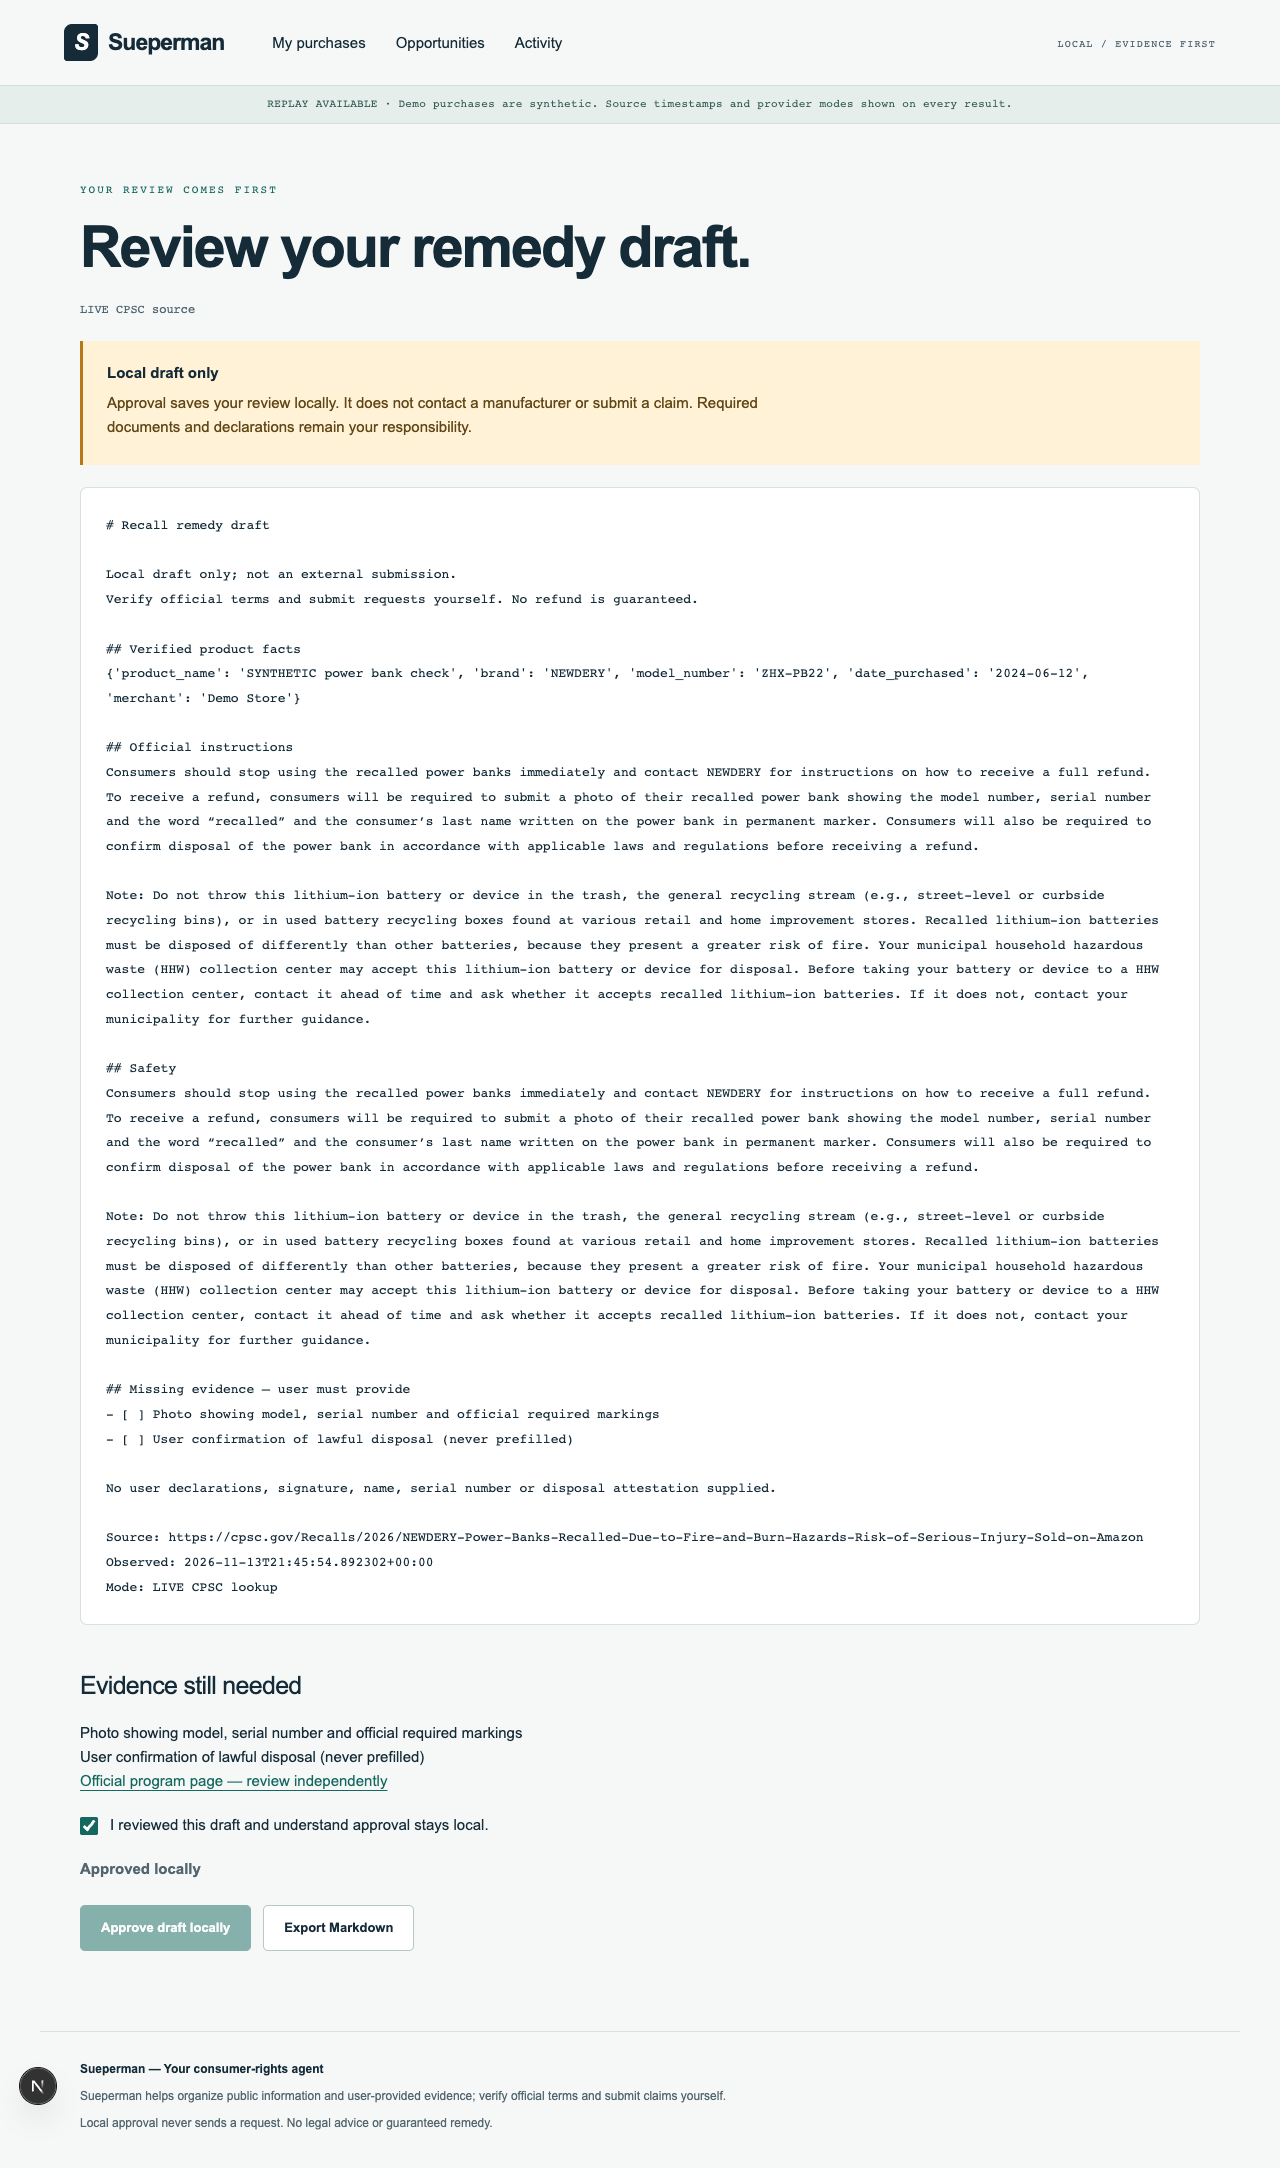 S Sueperman My purchases Opportunities Activity LOCAL / EVIDENCE FIRST
REPLAY AVAILABLE · Demo purchases are synthetic. Source timestamps and provider modes shown on every result.
YOUR REVIEW COMES FIRST
Review your remedy draft.
LIVE CPSC source
Local draft only
Approval saves your review locally. It does not contact a manufacturer or submit a claim. Required
documents and declarations remain your responsibility.
# Recall remedy draft
Local draft only; not an external submission.
Verify official terms and submit requests yourself. No refund is guaranteed.
## Verified product facts
{'product_name': 'SYNTHETIC power bank check', 'brand': 'NEWDERY', 'model_number': 'ZHX-PB22', 'date_purchased': '2024-06-12',
'merchant': 'Demo Store'}
## Official instructions
Consumers should stop using the recalled power banks immediately and contact NEWDERY for instructions on how to receive a full refund.
To receive a refund, consumers will be required to submit a photo of their recalled power bank showing the model number, serial number
and the word “recalled” and the consumer’s last name written on the power bank in permanent marker. Consumers will also be required to
confirm disposal of the power bank in accordance with applicable laws and regulations before receiving a refund.
Note: Do not throw this lithium-ion battery or device in the trash, the general recycling stream (e.g., street-level or curbside
recycling bins), or in used battery recycling boxes found at various retail and home improvement stores. Recalled lithium-ion batteries
must be disposed of differently than other batteries, because they present a greater risk of fire. Your municipal household hazardous
waste (HHW) collection center may accept this lithium-ion battery or device for disposal. Before taking your battery or device to a HHW
collection center, contact it ahead of time and ask whether it accepts recalled lithium-ion batteries. If it does not, contact your
municipality for further guidance.
## Safety
Consumers should stop using the recalled power banks immediately and contact NEWDERY for instructions on how to receive a full refund.
To receive a refund, consumers will be required to submit a photo of their recalled power bank showing the model number, serial number
and the word “recalled” and the consumer’s last name written on the power bank in permanent marker. Consumers will also be required to
confirm disposal of the power bank in accordance with applicable laws and regulations before receiving a refund.
Note: Do not throw this lithium-ion battery or device in the trash, the general recycling stream (e.g., street-level or curbside
recycling bins), or in used battery recycling boxes found at various retail and home improvement stores. Recalled lithium-ion batteries
must be disposed of differently than other batteries, because they present a greater risk of fire. Your municipal household hazardous
waste (HHW) collection center may accept this lithium-ion battery or device for disposal. Before taking your battery or device to a HHW
collection center, contact it ahead of time and ask whether it accepts recalled lithium-ion batteries. If it does not, contact your
municipality for further guidance.
## Missing evidence — user must provide
- [ ] Photo showing model, serial number and official required markings
- [ ] User confirmation of lawful disposal (never prefilled)
No user declarations, signature, name, serial number or disposal attestation supplied.
Source: https://cpsc.gov/Recalls/2026/NEWDERY-Power-Banks-Recalled-Due-to-Fire-and-Burn-Hazards-Risk-of-Serious-Injury-Sold-on-Amazon
Observed: 2026-11-13T21:45:54.892302+00:00
Mode: LIVE CPSC lookup
Evidence still needed
Photo showing model, serial number and official required markings
User confirmation of lawful disposal (never prefilled)
Official program page — review independently
I reviewed this draft and understand approval stays local.
Approved locally
Approve draft locally Export Markdown
Sueperman — Your consumer-rights agent
N
Sueperman helps organize public information and user-provided evidence; verify official terms and submit claims yourself.
Local approval never sends a request. No legal advice or guaranteed remedy.